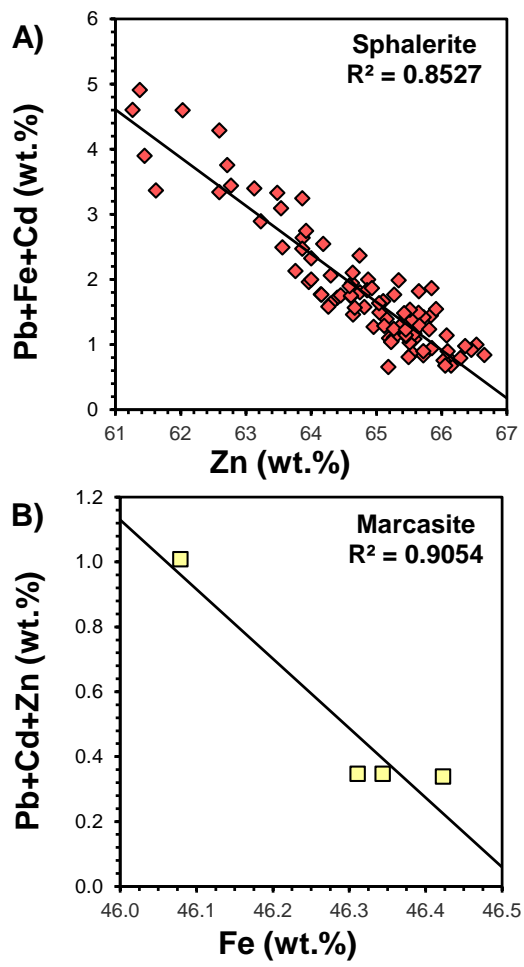 A)
Sphalerite
R² = 0.8527
Pb+Fe+Cd (wt.%)
6
5
4
3
2
1
0
61 62 63 64 65 66 67
Zn (wt.%)
B)
Marcasite
R² = 0.9054
Pb+Cd+Zn (wt.%)
1.2
1.0
0.8
0.6
0.4
0.2
0.0
46.0 46.1 46.2 46.3 46.4 46.5
Fe (wt.%)